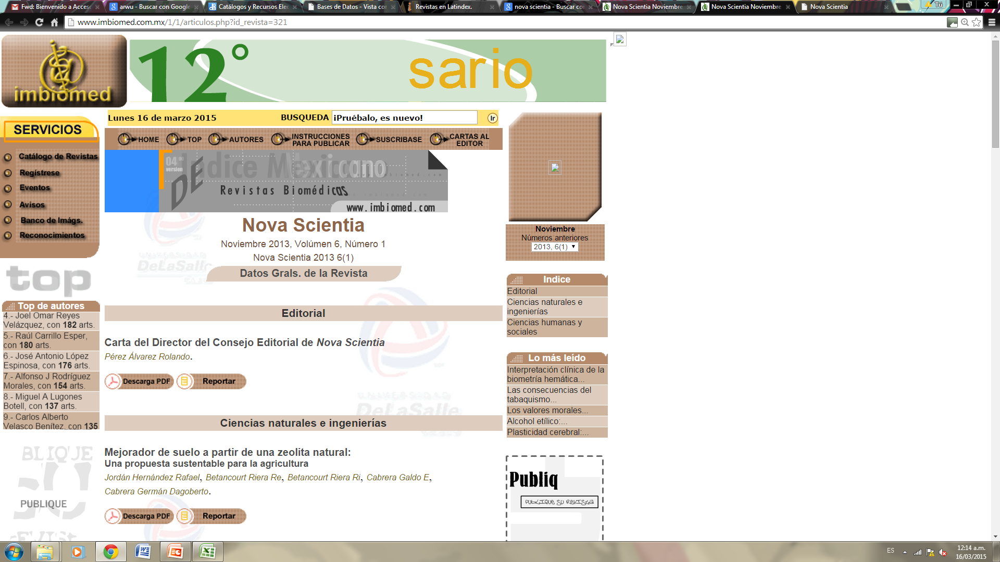 Fwd: Bienvenido a Acces
arwu - Buscar con Google
Catálogos y Recursos Ele
Bases de Datos - Vista co
Revistas en Latindex.
nova scientia - Buscar co
Nova Scientia Noviembre
Nova Scientia Noviembre
Nova Scientia
Tú
www.imbiomed.com.mx/1/1/articulos.php?id_revista=321
imbiomed
12°
sario
Lunes 16 de marzo 2015
BUSQUEDA
¡Pruébalo, es nuevo!
Ir
HOME
TOP
AUTORES
INSTRUCCIONES
PARA PUBLICAR
SUSCRIBASE
CARTAS AL
EDITOR
SERVICIOS
Catálogo de Revistas
Regístrese
Eventos
Avisos
Banco de Imágs.
Reconocimientos
top
Top de autores
4.- Joel Omar Reyes
Velázquez, con 182 arts.
5.- Raúl Carrillo Esper,
con 180 arts.
6.- José Antonio López
Espinosa, con 176 arts.
7.- Alfonso J Rodríguez
Morales, con 154 arts.
8.- Miguel A Lugones
Botell, con 137 arts.
9.- Carlos Alberto
Velasco Benítez, con 135
PUBLIQUE
04
version
Indice Mexicano
DE
Revistas Biomédicas
www.imbiomed.com
Nova Scientia
Noviembre 2013, Volúmen 6, Número 1
Nova Scientia 2013 6(1)
UNIVERSIDAD
DeLaSalle
Datos Grals. de la Revista
Editorial
Carta del Director del Consejo Editorial de Nova Scientia
Pérez Álvarez Rolando.
Descarga PDF
Reportar
UNIVERSIDAD
DeLaSalle
Ciencias naturales e ingenierías
Mejorador de suelo a partir de una zeolita natural:
Una propuesta sustentable para la agricultura
Jordán Hernández Rafael, Betancourt Riera Re, Betancourt Riera Ri, Cabrera Galdo E,
Cabrera Germán Dagoberto.
Descarga PDF
Reportar
Noviembre
Números anteriores
2013, 6(1)
Indice
Editorial
Ciencias naturales e
ingenierías
Ciencias humanas y
sociales
Lo más leído
Interpretación clínica de la
biometría hemática...
Las consecuencias del
tabaquismo...
Los valores morales...
Alcohol etílico:...
Plasticidad cerebral:...
Publiq
PUBLIQUE SU REVISTA
ES
12:14 a.m.
16/03/2015